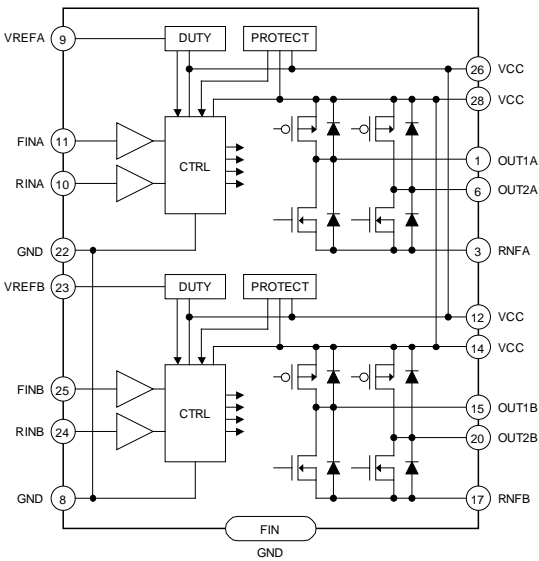 VREFA 9 DUTY PROTECT
26 VCC
28 VCC
FINA 11
CTRL
1 OUT1A
RINA 10
6 OUT2A
GND 22
3 RNFA
VREFB 23 DUTY PROTECT
12 VCC
14 VCC
FINB 25
CTRL
15 OUT1B
RINB 24
20 OUT2B
GND 8
17 RNFB
FIN
GND